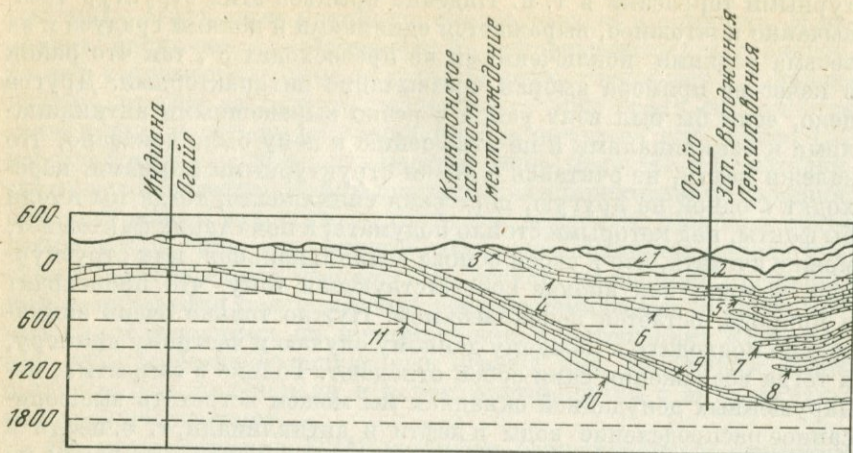 Индиана
Огайо
Клинтонское
газоносное
месторождение
Огайо
Зап. Вирджиния
Пенсильвания
600
0
600
1200
1800
1
2
3
4
5
6
7
8
9
10
11